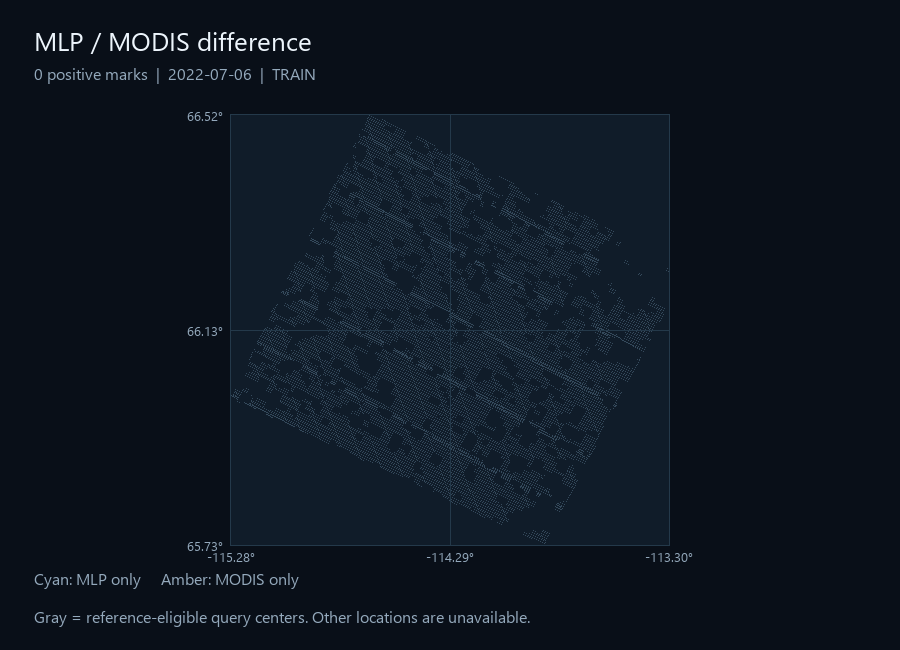 MLP / MODIS difference
0 positive marks | 2022-07-06 | TRAIN
66.52°
66.13°
65.73°
-115.28° -114.29° -113.30°
Cyan: MLP only Amber: MODIS only
Gray = reference-eligible query centers. Other locations are unavailable.